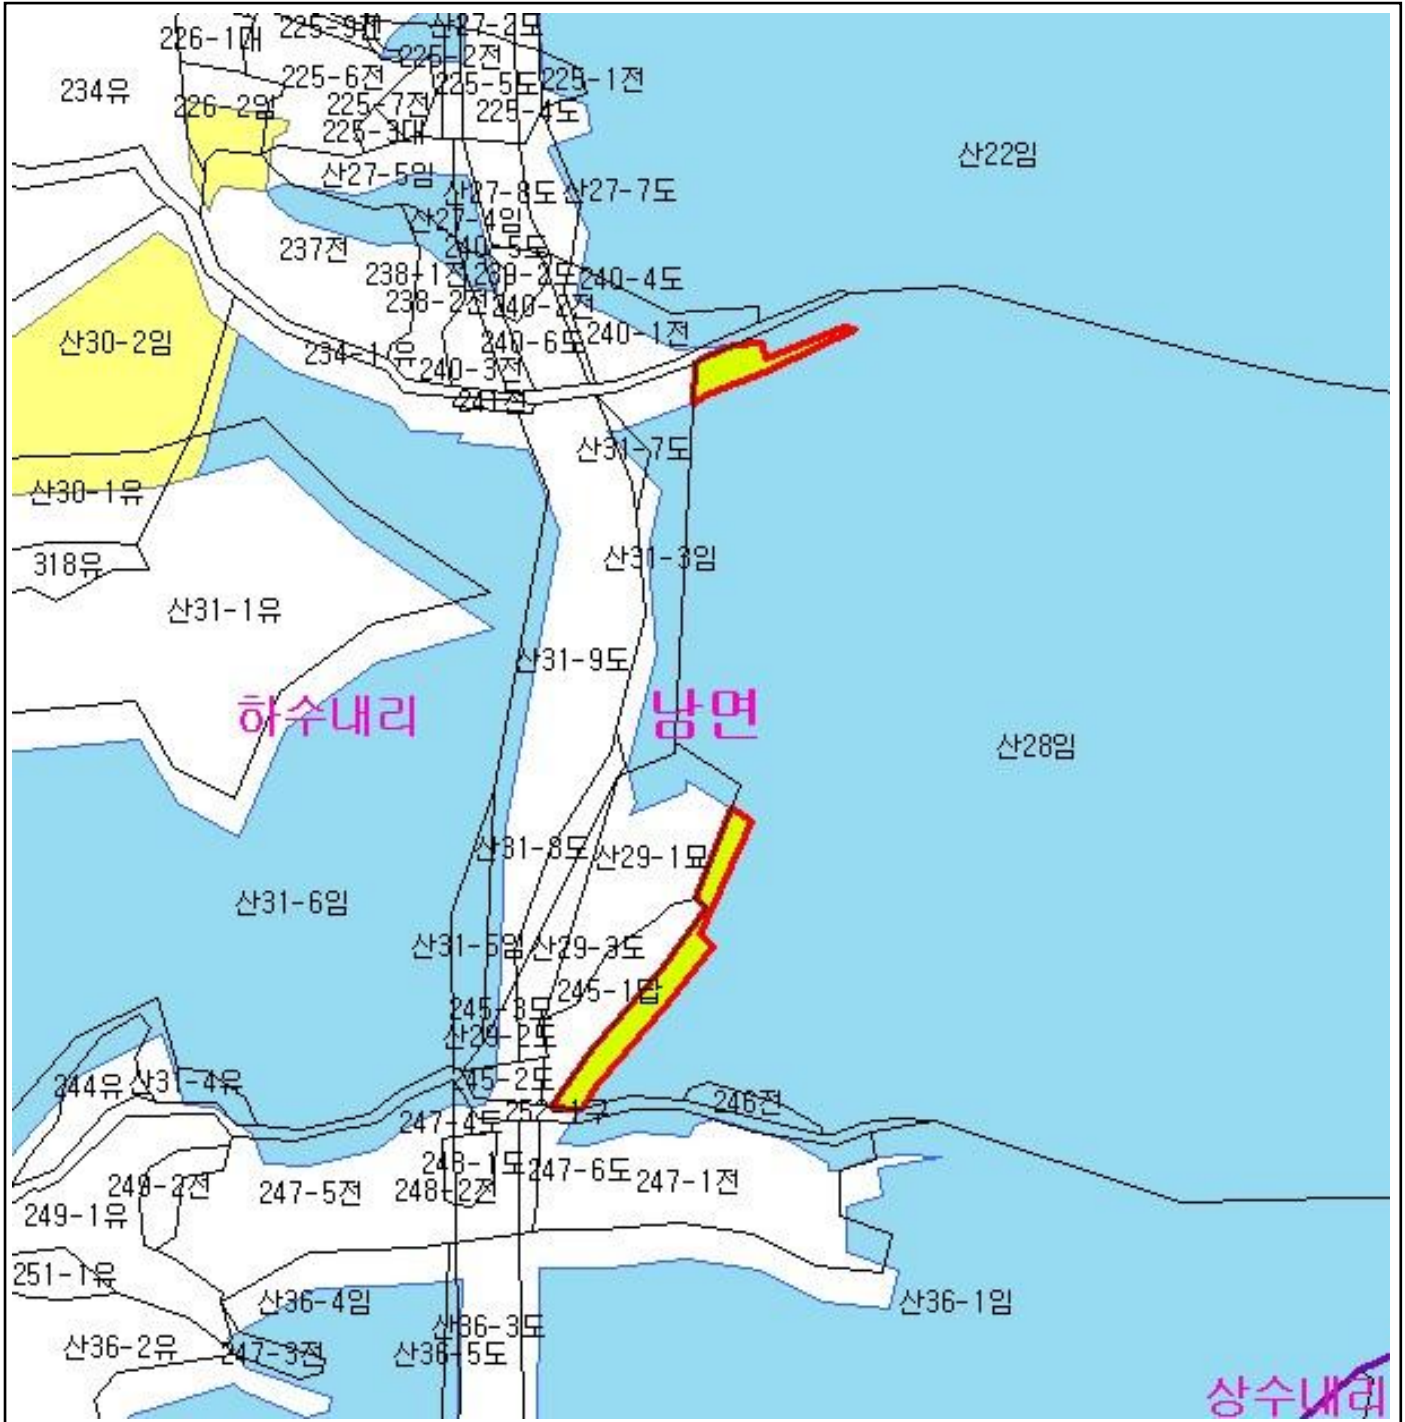 225-9전
산27-2도
226-1대
225-2전
225-6전
225-5도
225-1전
234유
226-2임
225-7전
225-4도
225-3대
산22임
산27-5임
산27-8도
산27-7도
산27-4임
237전
240-5도
238-1전
239-2도
240-4도
238-2전
240-2전
산30-2임
240-1전
234-1유
240-6도
240-3전
241전
산31-7도
산30-1유
318유
산31-3임
산31-1유
산31-9도
하수내리
남면
산28임
산31-8도
산29-1묘
산31-6임
산31-5임
산29-3도
245-1답
245-3도
산29-2도
244유
산31-4유
245-2도
246전
247-4도
248-1도
247-6도
247-1전
249-2전
247-5전
248-2전
249-1유
251-1유
산36-4임
산36-1임
산36-3도
산36-2유
247-3전
산36-5도
상수내리